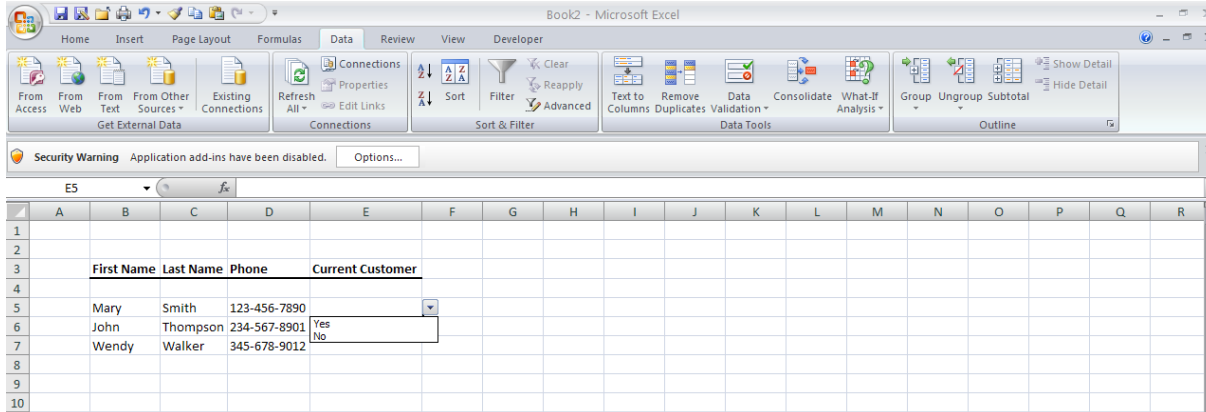 Book2 - Microsoft Excel
Home Insert Page Layout Formulas Data Review View Developer
Connections Clear Show Detail
Properties Reapply Hide Detail
Edit Links Advanced
From Access From Web From Text From Other Sources Existing Connections Refresh All Sort Filter Text to Columns Remove Duplicates Data Validation Consolidate What-If Analysis Group Ungroup Subtotal
Get External Data Connections Sort & Filter Data Tools Outline
Security Warning Application add-ins have been disabled. Options...
E5 fx
A B C D E F G H I J K L M N O P Q R
1
2
3 First Name Last Name Phone Current Customer
4
5 Mary Smith 123-456-7890
6 John Thompson 234-567-8901 Yes
No
7 Wendy Walker 345-678-9012
8
9
10